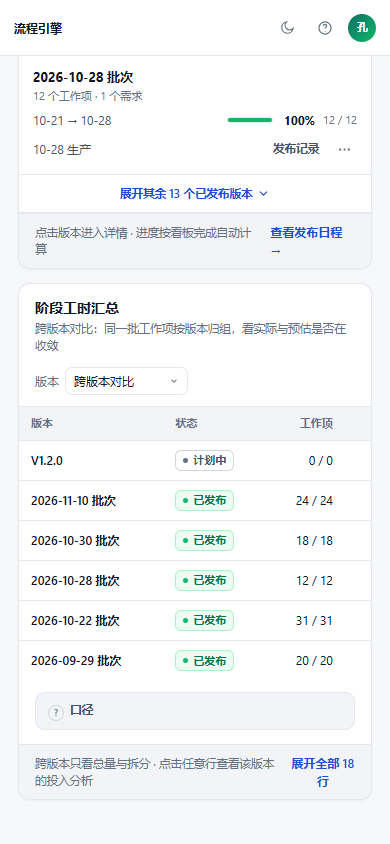 流程引擎
孔
2026-10-28 批次
12 个工作项 · 1 个需求
10-21 → 10-28
100%
12 / 12
10-28 生产
发布记录
···
展开其余 13 个已发布版本
点击版本进入详情 · 进度按看板完成自动计
算
查看发布日程
→
阶段工时汇总
跨版本对比：同一批工作项按版本归组，看实际与预估是否在
收敛
版本
跨版本对比
版本 状态 工作项
V1.2.0 计划中 0 / 0
2026-11-10 批次 已发布 24 / 24
2026-10-30 批次 已发布 18 / 18
2026-10-28 批次 已发布 12 / 12
2026-10-22 批次 已发布 31 / 31
2026-09-29 批次 已发布 20 / 20
? 口径
跨版本只看总量与拆分 · 点击任意行查看该版本
的投入分析
展开全部 18
行